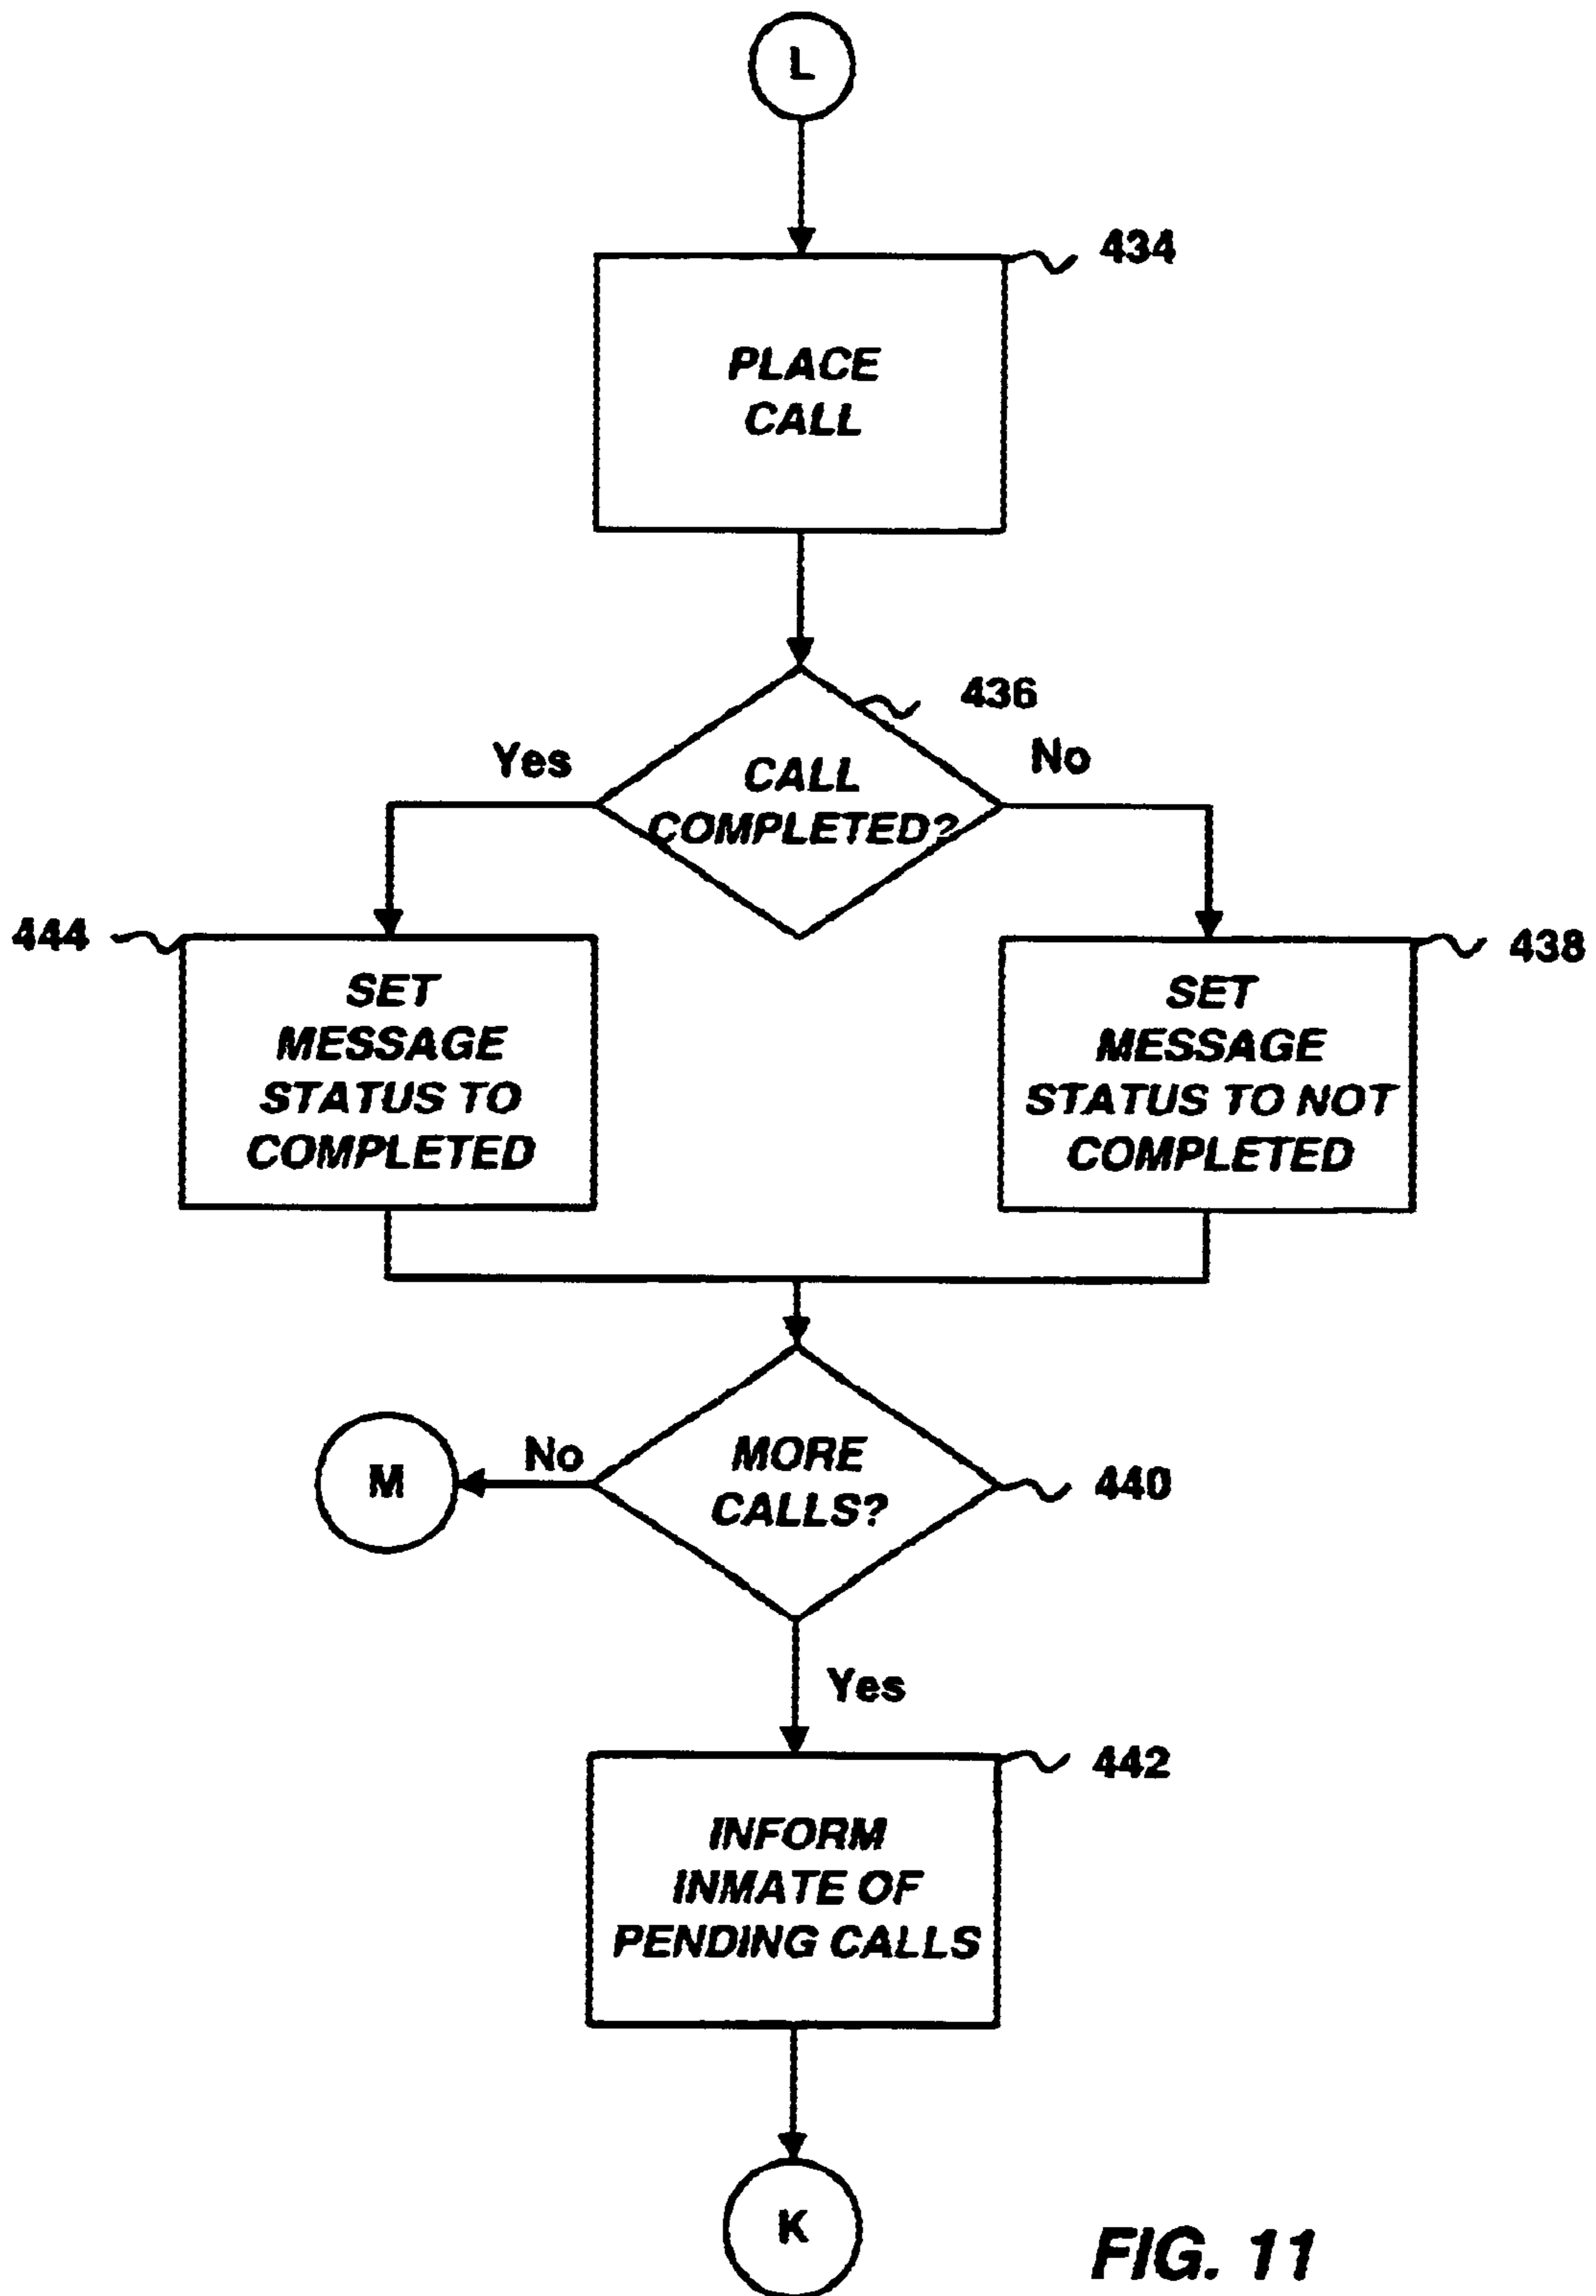 L
434
PLACE
CALL
436
Yes
No
CALL
COMPLETED?
444
SET
MESSAGE
STATUS TO
COMPLETED
438
SET
MESSAGE
STATUS TO NOT
COMPLETED
M
No
MORE
CALLS?
440
Yes
442
INFORM
INMATE OF
PENDING CALLS
K
FIG. 11